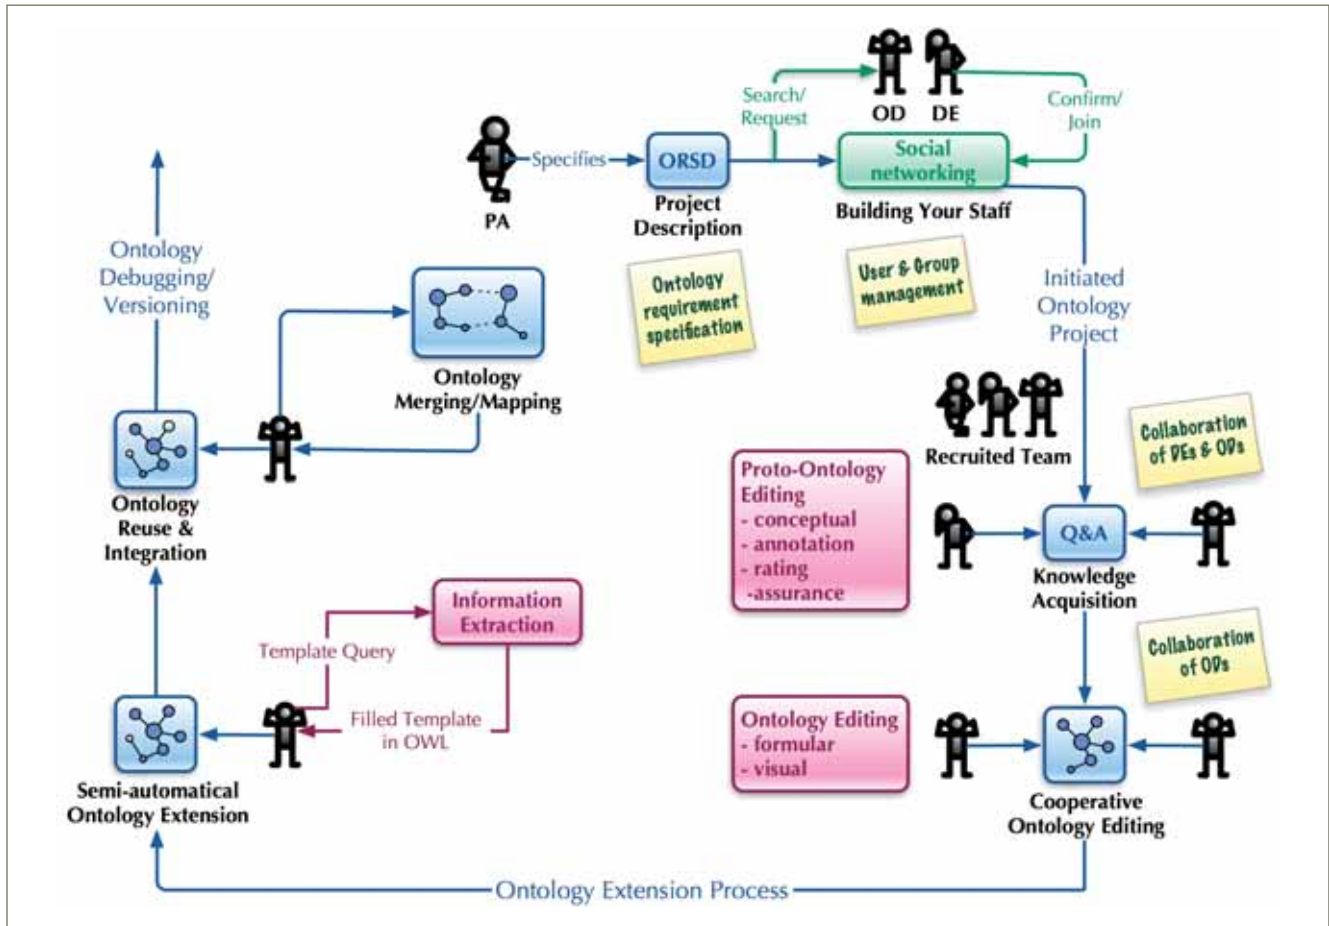 OD
DE
Search/
Request
Confirm/
Join
Specifies
ORSD
Social
networking
PA
Project
Description
Building Your Staff
Ontology
requirement
specification
User & Group
management
Initiated
Ontology
Project
Ontology
Debugging/
Versioning
Ontology
Merging/Mapping
Recruited Team
Collaboration
of DEs & ODs
Proto-Ontology
Editing
- conceptual
- annotation
- rating
-assurance
Q&A
Knowledge
Acquisition
Ontology
Reuse &
Integration
Information
Extraction
Template Query
Filled Template
in OWL
Collaboration
of ODs
Ontology Editing
- formular
- visual
Semi-automatical
Ontology Extension
Cooperative
Ontology Editing
Ontology Extension Process